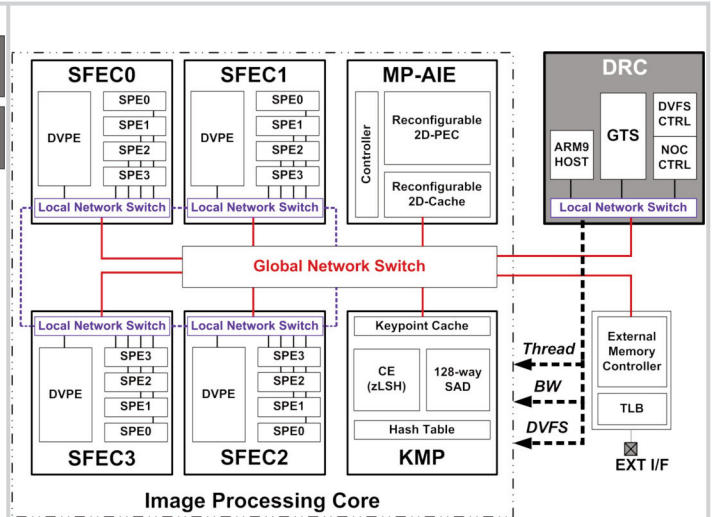 SFEC0
DVPE
SPE0
SPE1
SPE2
SPE3
Local Network Switch
SFEC1
DVPE
SPE0
SPE1
SPE2
SPE3
Local Network Switch
MP-AIE
Controller
Reconfigurable
2D-PEC
Reconfigurable
2D-Cache
DRC
ARM9
HOST
GTS
DVFS
CTRL
NOC
CTRL
Local Network Switch
Global Network Switch
Local Network Switch
DVPE
SPE3
SPE2
SPE1
SPE0
SFEC3
Local Network Switch
DVPE
SPE3
SPE2
SPE1
SPE0
SFEC2
Keypoint Cache
CE
(zLSH)
128-way
SAD
Hash Table
KMP
Thread
BW
DVFS
External
Memory
Controller
TLB
EXT I/F
Image Processing Core